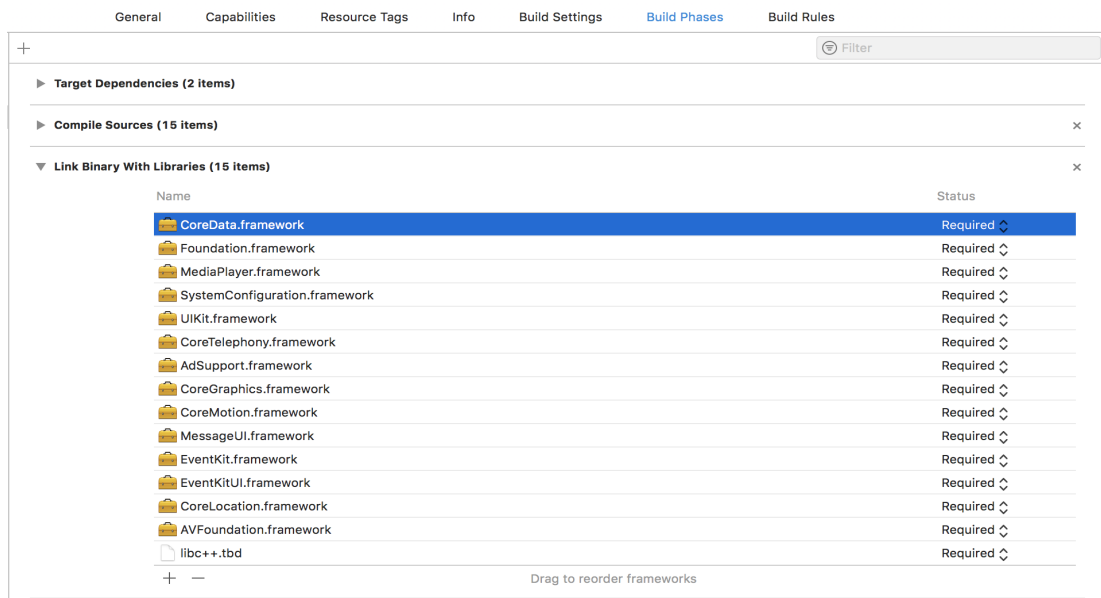 General Capabilities Resource Tags Info Build Settings Build Phases Build Rules
Filter
Target Dependencies (2 items)
Compile Sources (15 items)
Link Binary With Libraries (15 items)
Name Status
CoreData.framework Required
Foundation.framework Required
MediaPlayer.framework Required
SystemConfiguration.framework Required
UIKit.framework Required
CoreTelephony.framework Required
AdSupport.framework Required
CoreGraphics.framework Required
CoreMotion.framework Required
MessageUI.framework Required
EventKit.framework Required
EventKitUI.framework Required
CoreLocation.framework Required
AVFoundation.framework Required
libc++.tbd Required
Drag to reorder frameworks